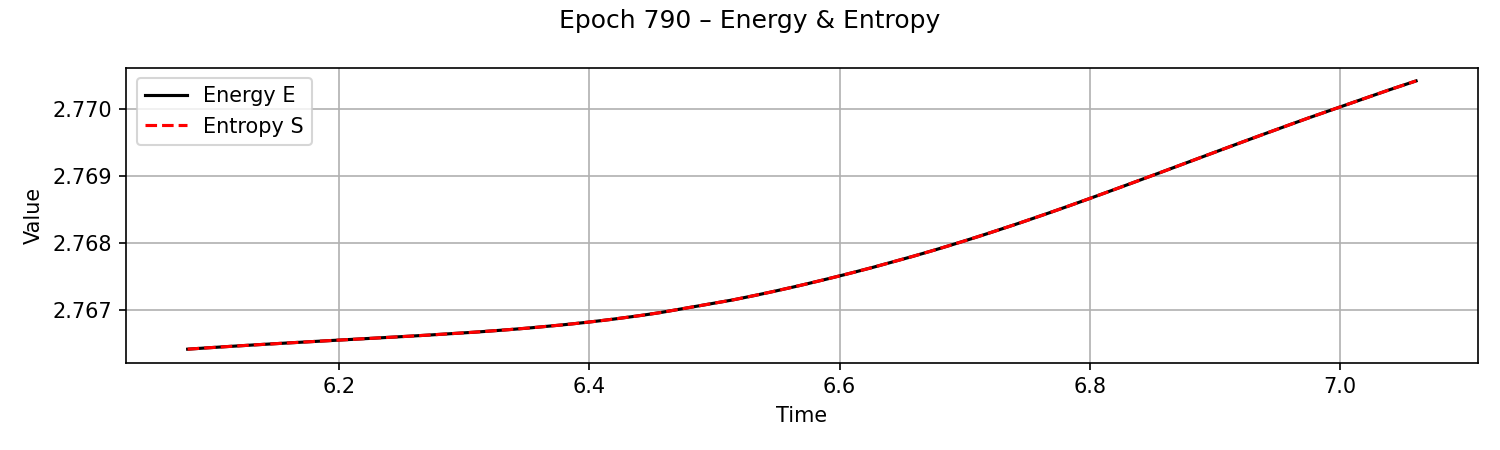 Epoch 790 – Energy & Entropy
Energy E
Entropy S
2.770
2.769
2.768
2.767
Value
6.2 6.4 6.6 6.8 7.0
Time